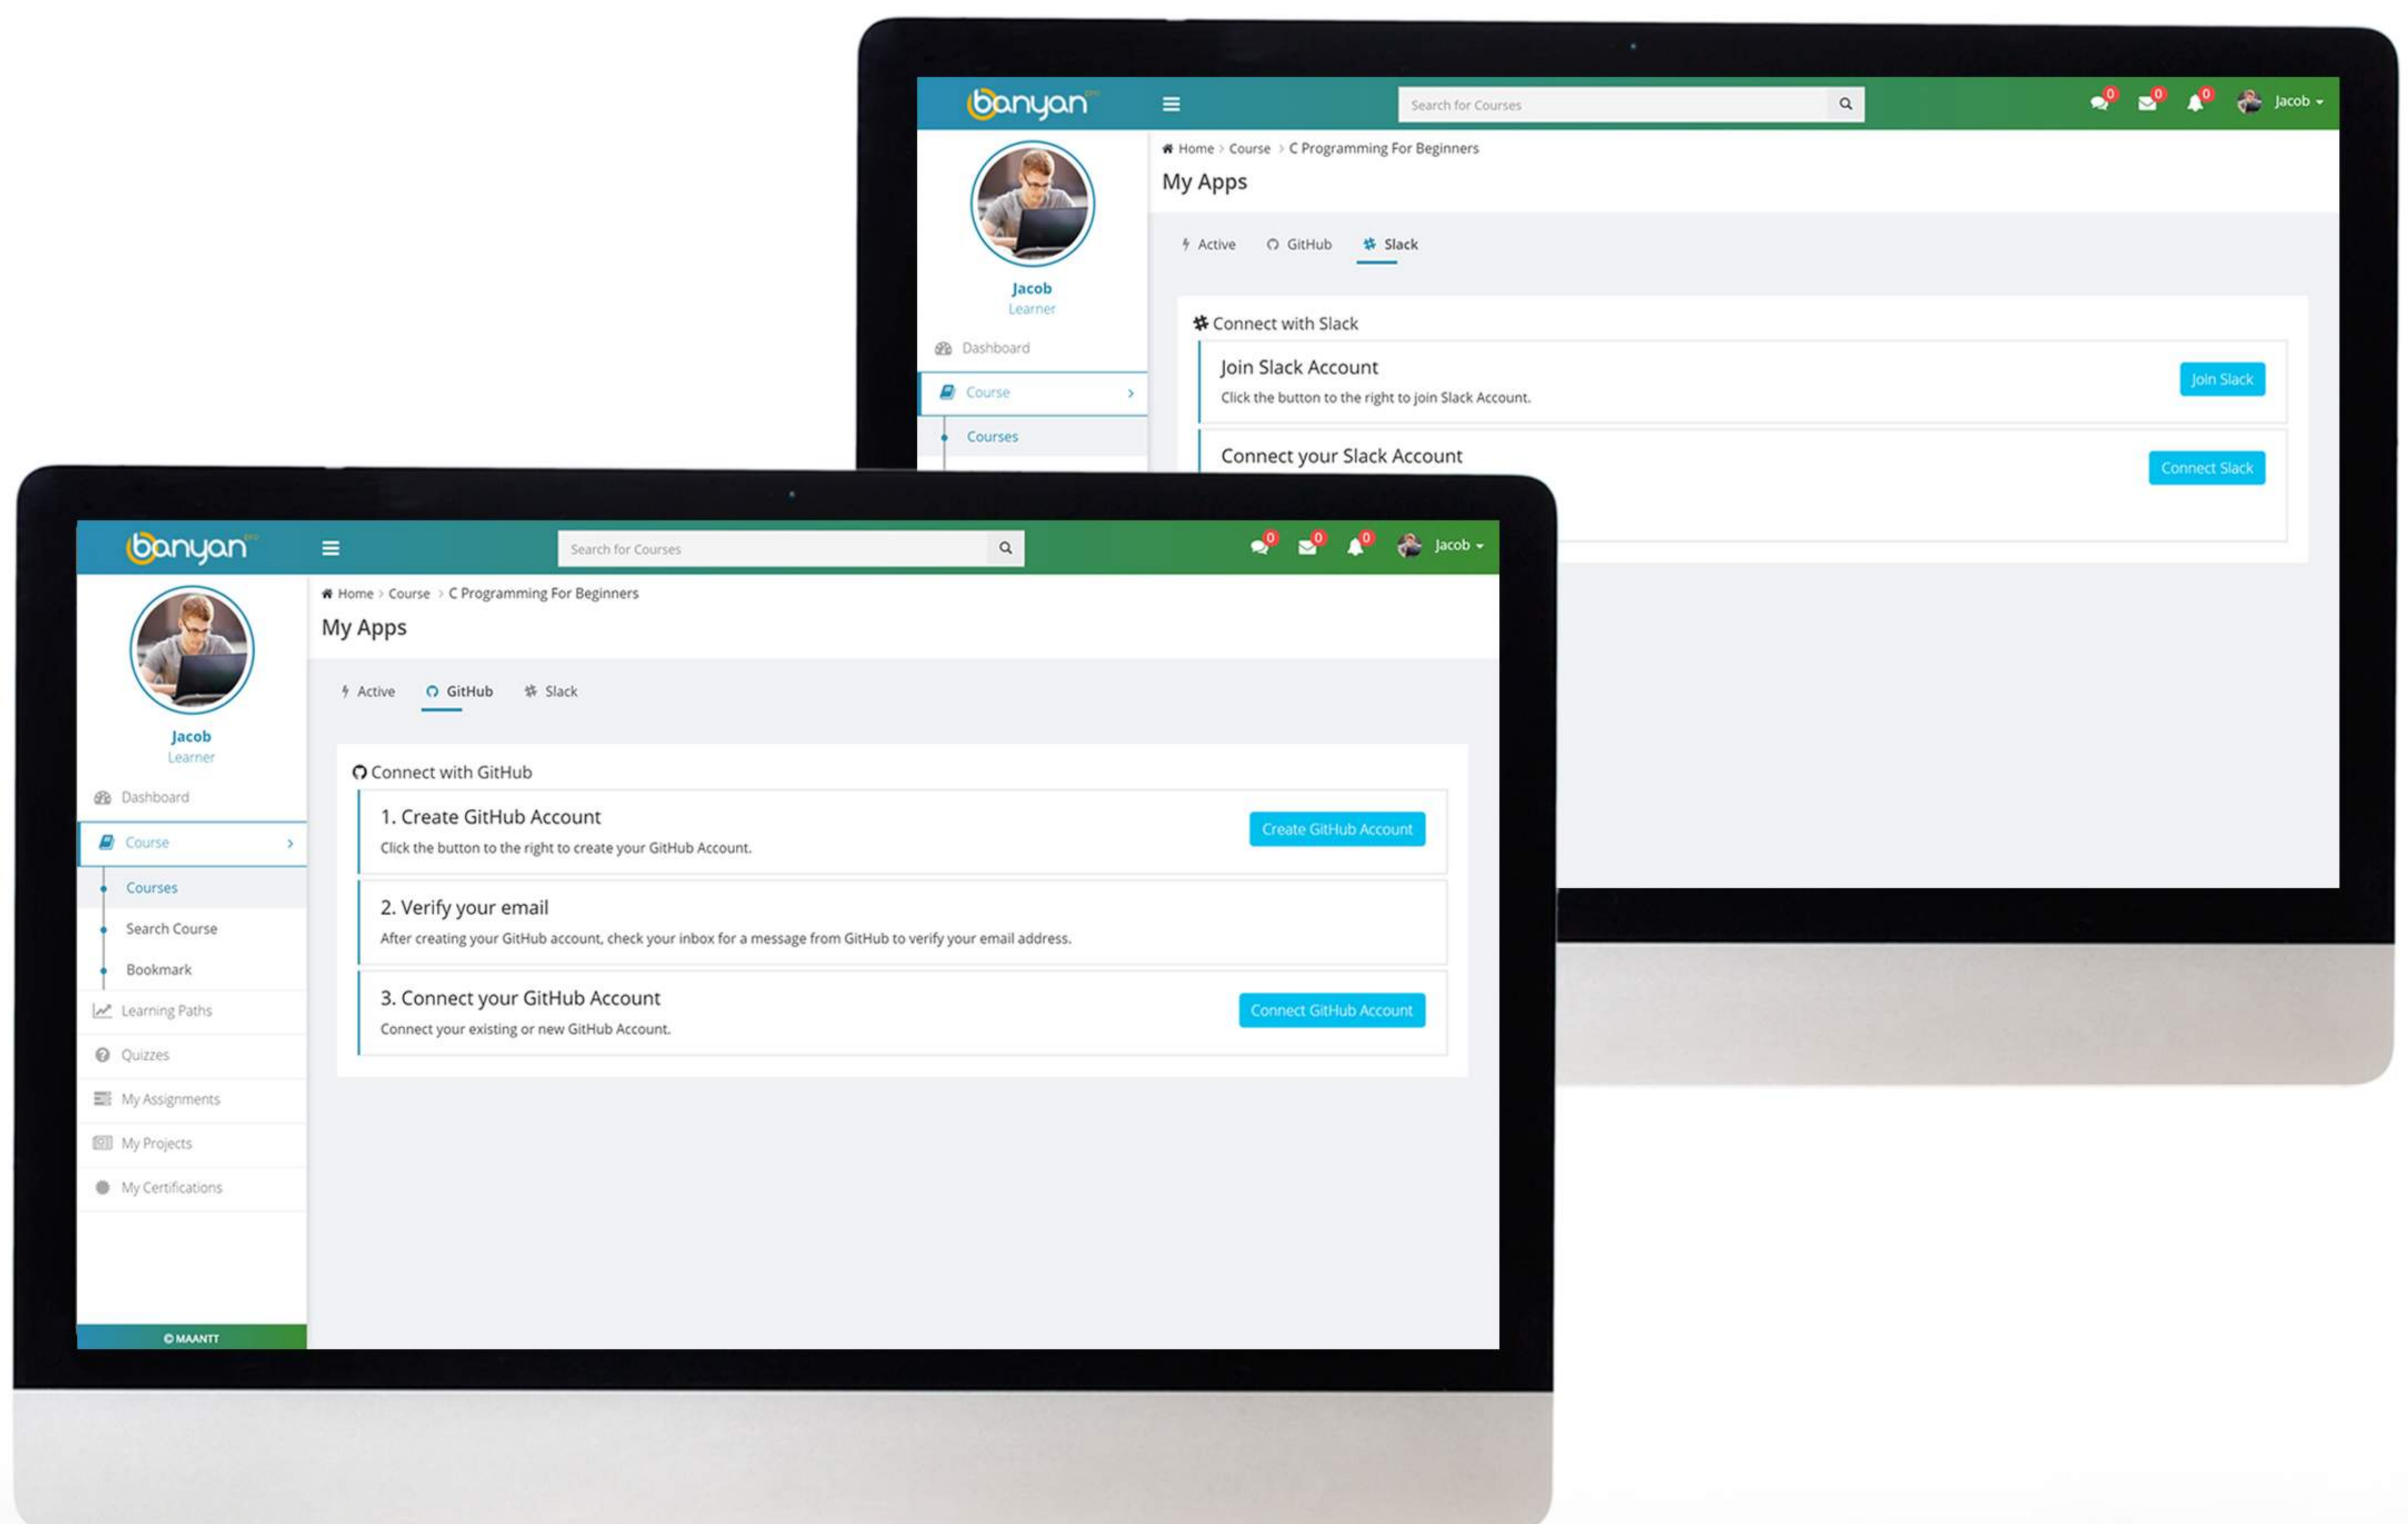 banyan
Search for Courses
0
0
0
Jacob
Home > Course > C Programming For Beginners
My Apps
Jacob
Learner
Active
GitHub
Slack
Connect with Slack
Dashboard
Join Slack Account
Join Slack
Course
Click the button to the right to join Slack Account.
Courses
Connect your Slack Account
Connect Slack
banyan
Search for Courses
0
0
0
Jacob
Home > Course > C Programming For Beginners
My Apps
Active
GitHub
Slack
Jacob
Learner
Connect with GitHub
Dashboard
1. Create GitHub Account
Create GitHub Account
Click the button to the right to create your GitHub Account.
Course
Courses
2. Verify your email
Search Course
After creating your GitHub account, check your inbox for a message from GitHub to verify your email address.
Bookmark
3. Connect your GitHub Account
Connect GitHub Account
Connect your existing or new GitHub Account.
Learning Paths
Quizzes
My Assignments
My Projects
My Certifications
© MAANTT